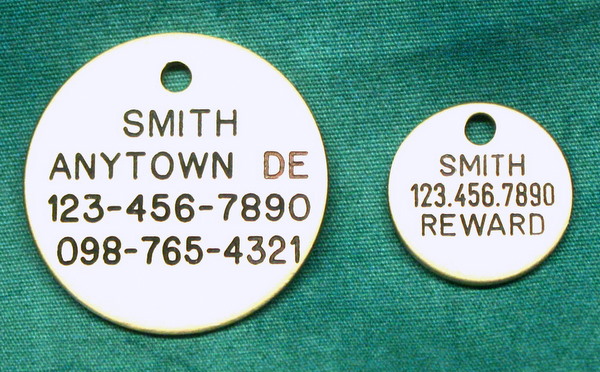 SMITH
ANYTOWN DE
123-456-7890
098-765-4321
SMITH
123.456.7890
REWARD